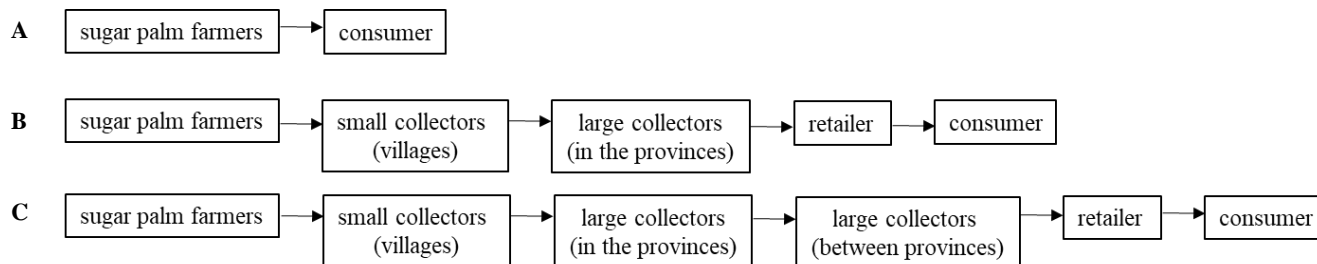 A sugar palm farmers consumer
B sugar palm farmers small collectors (villages) large collectors (in the provinces) retailer consumer
C sugar palm farmers small collectors (villages) large collectors (in the provinces) large collectors (between provinces) retailer consumer